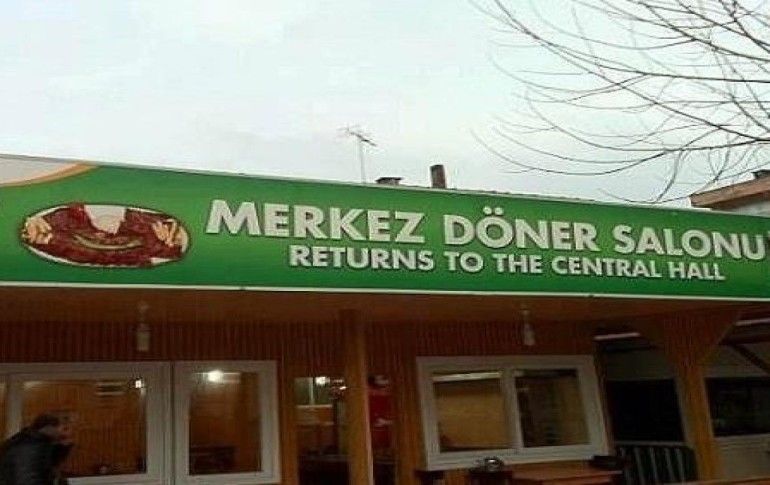 MERKEZ DÖNER SALONU
RETURNS TO THE CENTRAL HALL